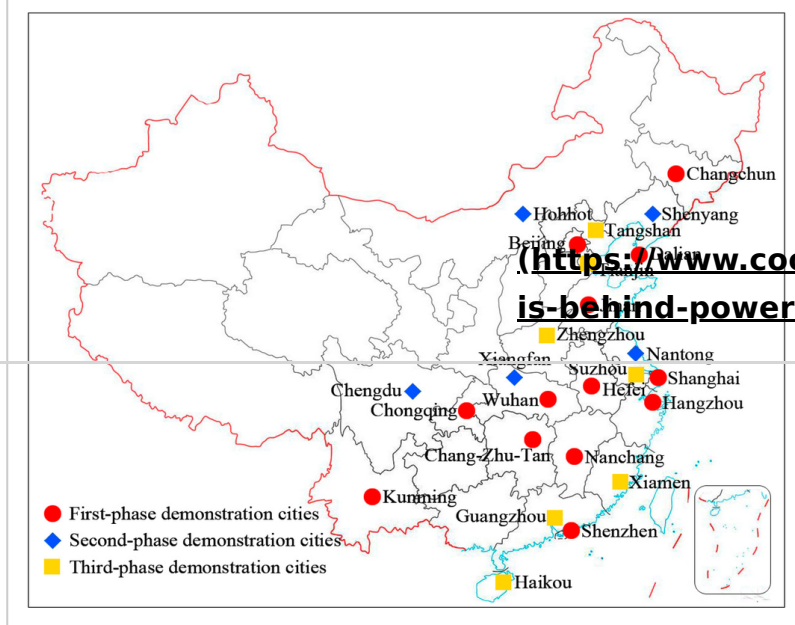 Changchun
Hohhot
Shenyang
Tangshan
Beijing
Dalian
(https://www.coo
Tianjin
is-behind-power
Zhengzhou
Nantong
Xiangfan
Suzhou
Shanghai
Chengdu
Hefei
Wuhan
Hangzhou
Chongqing
Chang-Zhu-Tan
Nanchang
Xiamen
Kunming
First-phase demonstration cities
Guangzhou
Shenzhen
Second-phase demonstration cities
Third-phase demonstration cities
Haikou